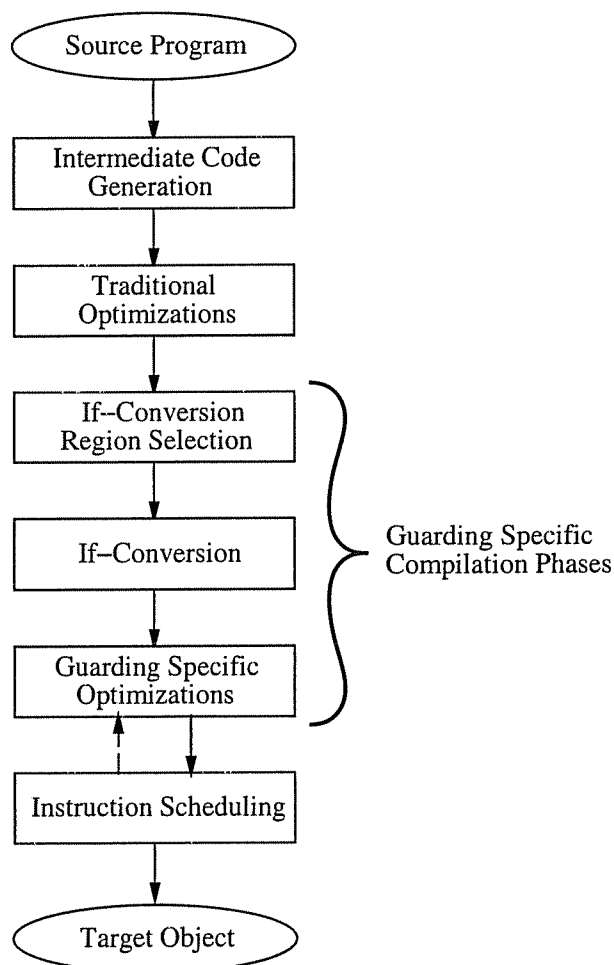 Source Program
Intermediate Code
Generation
Traditional
Optimizations
If--Conversion
Region Selection
If–Conversion
Guarding Specific
Compilation Phases
Guarding Specific
Optimizations
Instruction Scheduling
Target Object